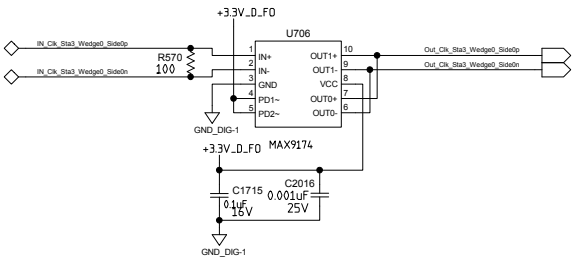 +3.3V_D_FO
U706
IN_Clk_Sta3_Wedge0_Side0p
R570
100
IN_Clk_Sta3_Wedge0_Side0n
1 IN+ OUT1+ 10
2 IN- OUT1- 9
3 GND VCC 8
4 PD1~ OUT0+ 7
5 PD2~ OUT0- 6
Out_Clk_Sta3_Wedge0_Side0p
Out_Clk_Sta3_Wedge0_Side0n
GND_DIG-1
MAX9174
+3.3V_D_FO
C1715
0.1uF
16V
C2016
0.001uF
25V
GND_DIG-1